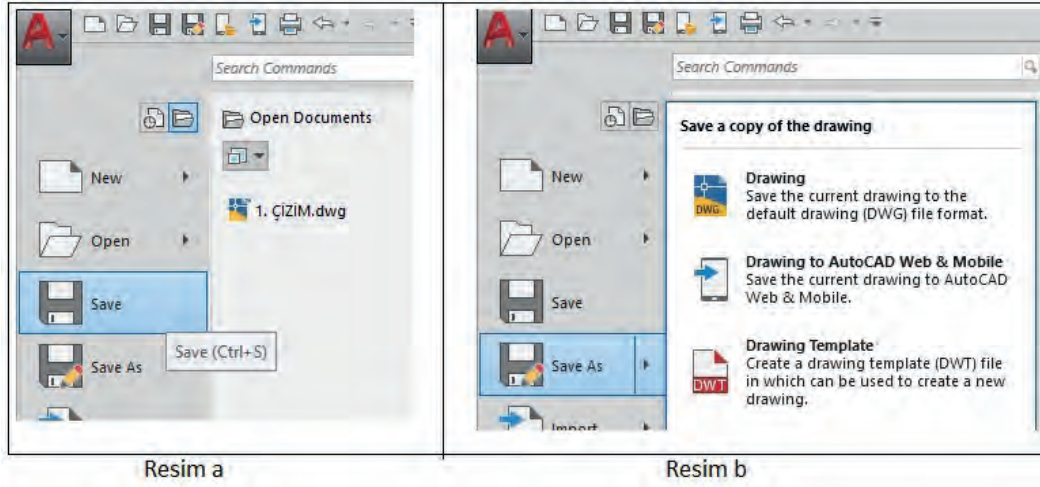 Search Commands
Open Documents
New
1. ÇİZİM.dwg
Open
Save
Save (Ctrl+S)
Save As
Resim a
Search Commands
Save a copy of the drawing
New
Open
Save
Save As
Import
Drawing
Save the current drawing to the
default drawing (DWG) file format.
DWG
Drawing to AutoCAD Web & Mobile
Save the current drawing to AutoCAD
Web & Mobile.
Drawing Template
Create a drawing template (DWT) file
in which can be used to create a new
drawing.
DWT
Resim b